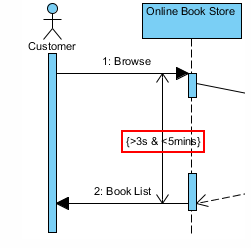 Online Book Store
Customer
1: Browse
{>3s & <5mins}
2: Book List